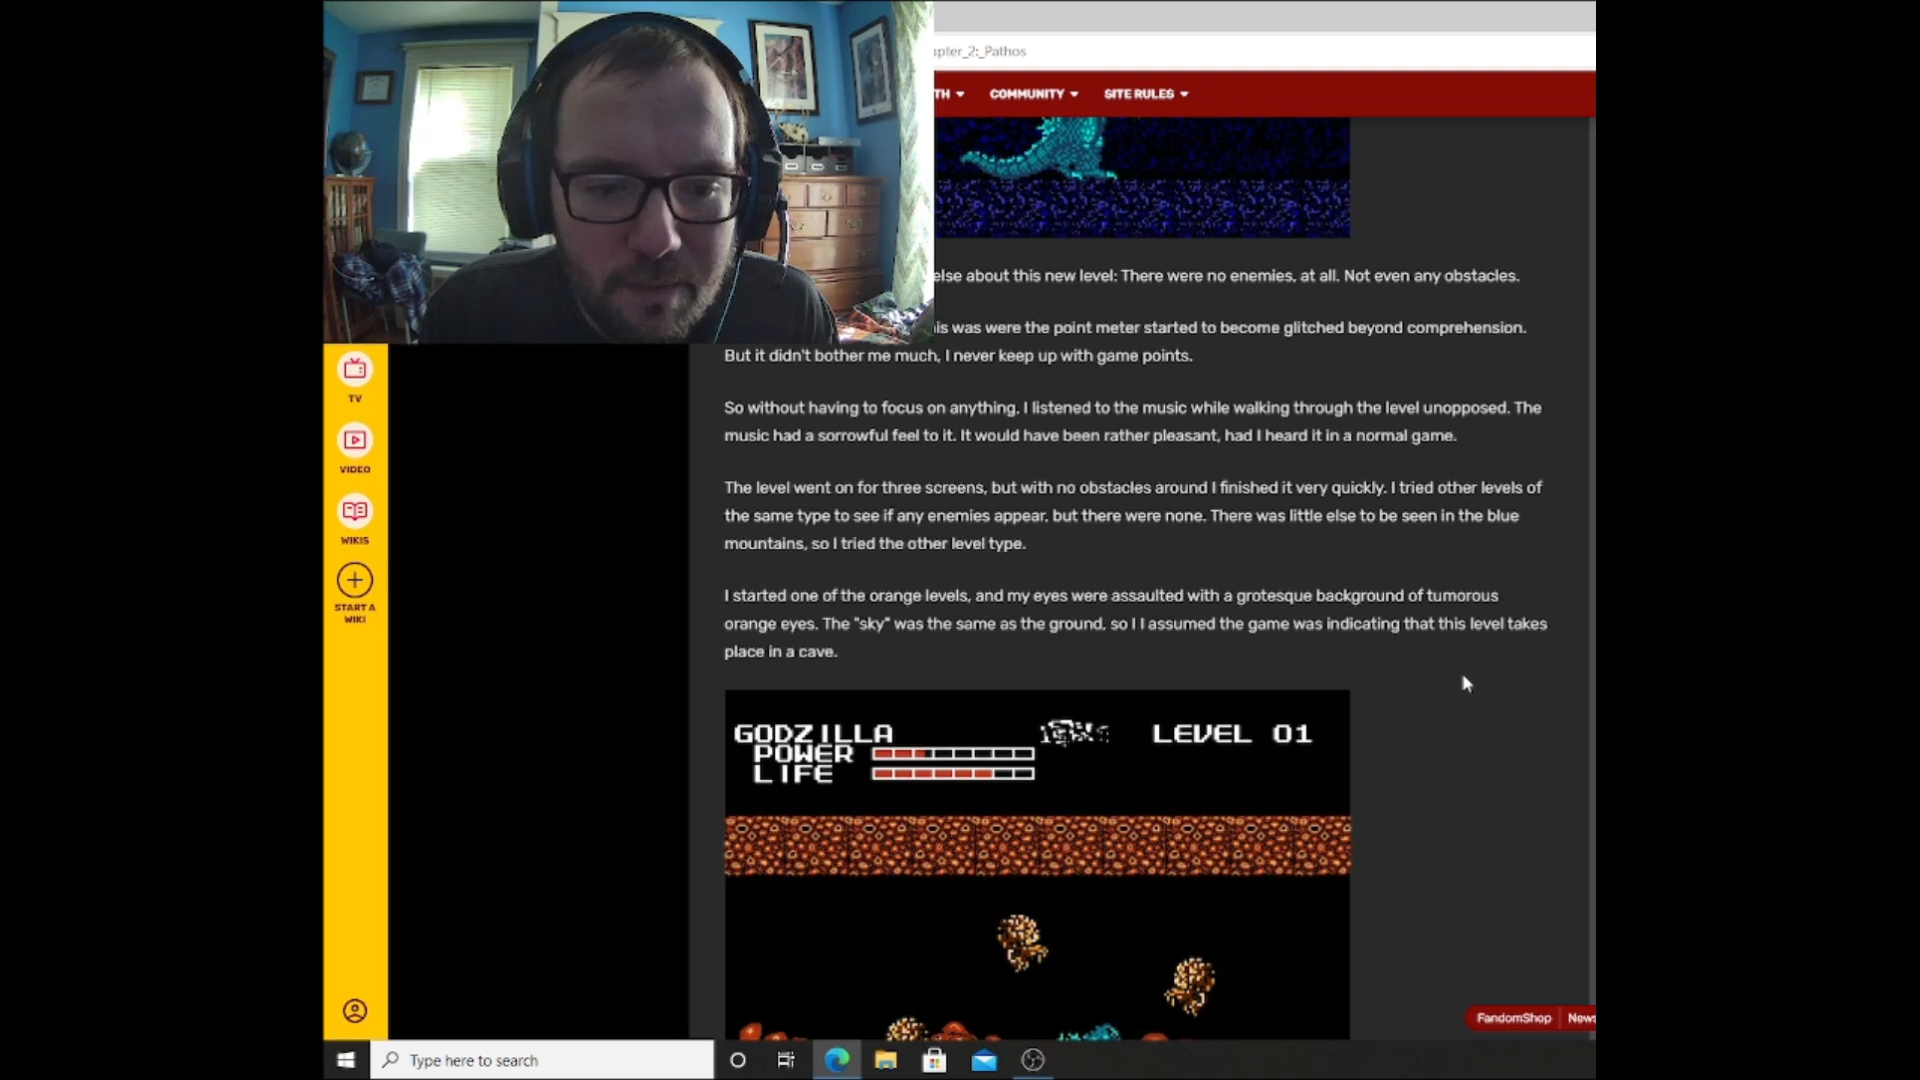 pter_2:_Pathos
TH
COMMUNITY
SITE RULES
else about this new level: There were no enemies, at all. Not even any obstacles.
is was were the point meter started to become glitched beyond comprehension.
But it didn't bother me much, I never keep up with game points.
So without having to focus on anything, I listened to the music while walking through the level unopposed. The
music had a sorrowful feel to it. It would have been rather pleasant, had I heard it in a normal game.
The level went on for three screens, but with no obstacles around I finished it very quickly. I tried other levels of
the same type to see if any enemies appear, but there were none. There was little else to be seen in the blue
mountains, so I tried the other level type.
I started one of the orange levels, and my eyes were assaulted with a grotesque background of tumorous
orange eyes. The "sky" was the same as the ground, so I I assumed the game was indicating that this level takes
place in a cave.
GODZILLA
LEVEL 01
POWER
LIFE
TV
VIDEO
WIKIS
START A
WIKI
FandomShop
News
Type here to search